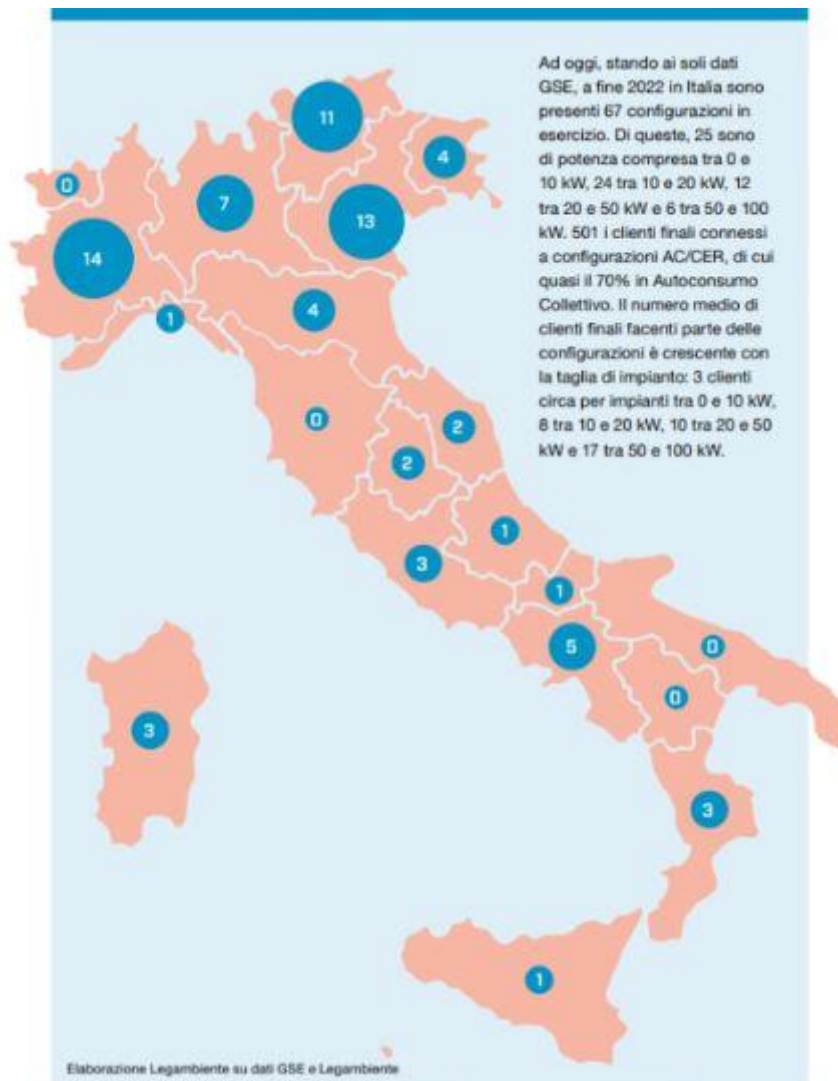 Ad oggi, stando ai soli dati
GSE, a fine 2022 in Italia sono
presenti 67 configurazioni in
esercizio. Di queste, 25 sono
di potenza compresa tra 0 e
10 kW, 24 tra 10 e 20 kW, 12
tra 20 e 50 kW e 6 tra 50 e 100
kW. 501 i clienti finali connessi
a configurazioni AC/CER, di cui
quasi il 70% in Autoconsumo
Collettivo. Il numero medio di
clienti finali facenti parte delle
configurazioni è crescente con
la taglia di impianto: 3 clienti
circa per impianti tra 0 e 10 kW,
8 tra 10 e 20 kW, 10 tra 20 e 50
kW e 17 tra 50 e 100 kW.
11
4
0
7
13
14
4
1
0
2
2
1
3
1
5
0
0
3
3
1
Elaborazione Legambiente su dati GSE e Legambiente